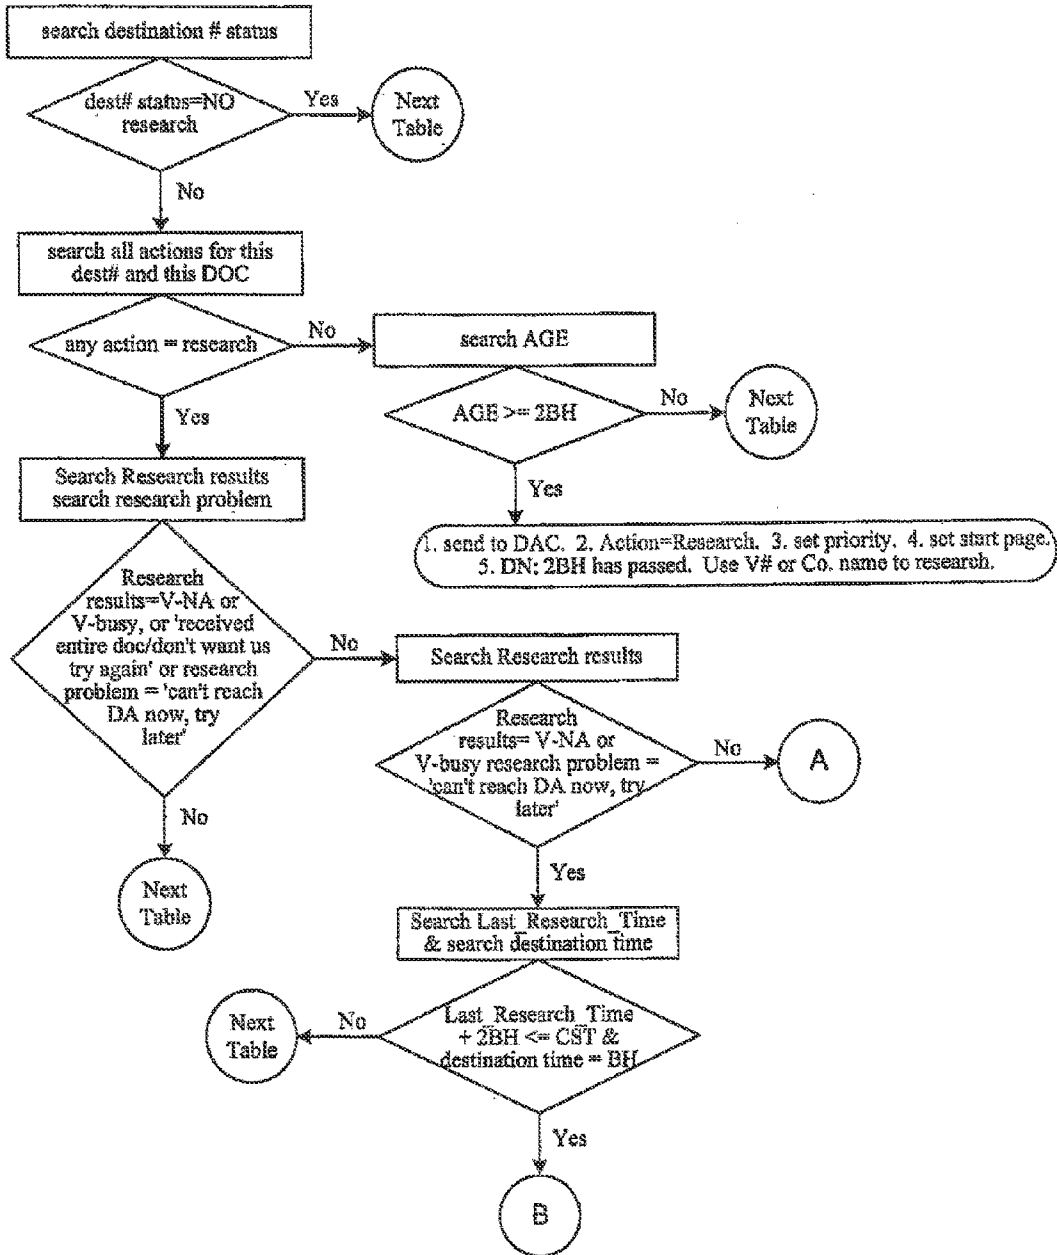 search destination # status
dest# status=NO
research
Yes
Next
Table
No
search all actions for this
dest# and this DOC
any action = research
No
search AGE
Yes
AGE >= 2BH
No
Next
Table
Yes
Search Research results
search research problem
1. send to DAC. 2. Action=Research. 3. set priority. 4. set start page.
5. DN: 2BH has passed. Use V# or Co. name to research.
Research
results=V-NA or
V-busy, or 'received
entire doc/don't want us
try again' or research
problem = 'can't reach
DA now, try
later'
No
Search Research results
No
Next
Table
Research
results= V-NA or
V-busy research problem =
'can't reach DA now, try
later'
No
A
Yes
Search Last_Research_Time
& search destination time
Last_Research_Time
+ 2BH <= CST &
destination time = BH
No
Next
Table
Yes
B